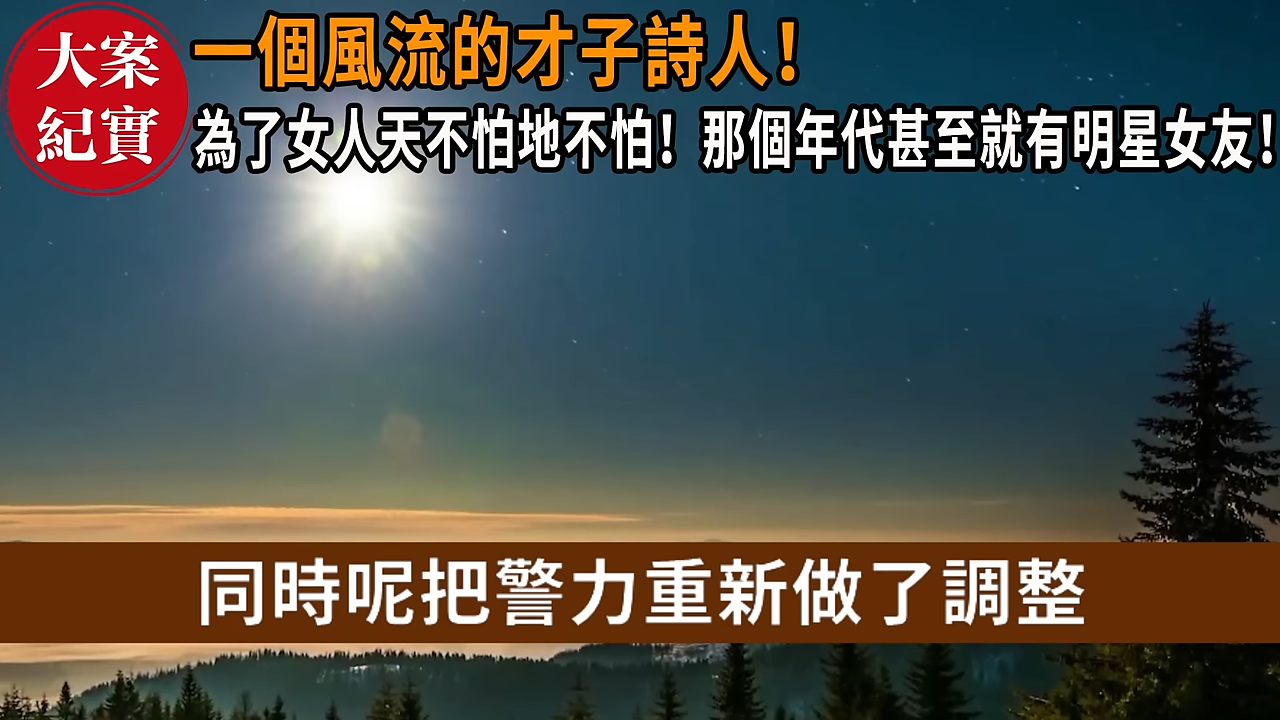 大案
紀實
一個風流的才子詩人！
為了女人天不怕地不怕！那個年代甚至就有明星女友！
同時呢把警力重新做了調整